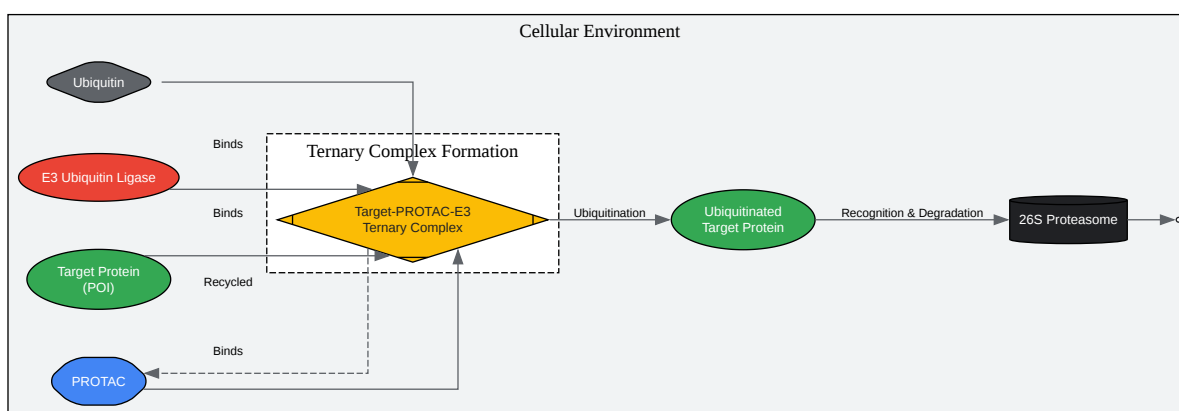 Cellular Environment
Ubiquitin
Binds
Ternary Complex Formation
E3 Ubiquitin Ligase
Binds
Target-PROTAC-E3
Ternary Complex
Ubiquitination
Ubiquitinated
Target Protein
Recognition & Degradation
26S Proteasome
Target Protein
(POI)
Recycled
Binds
PROTAC